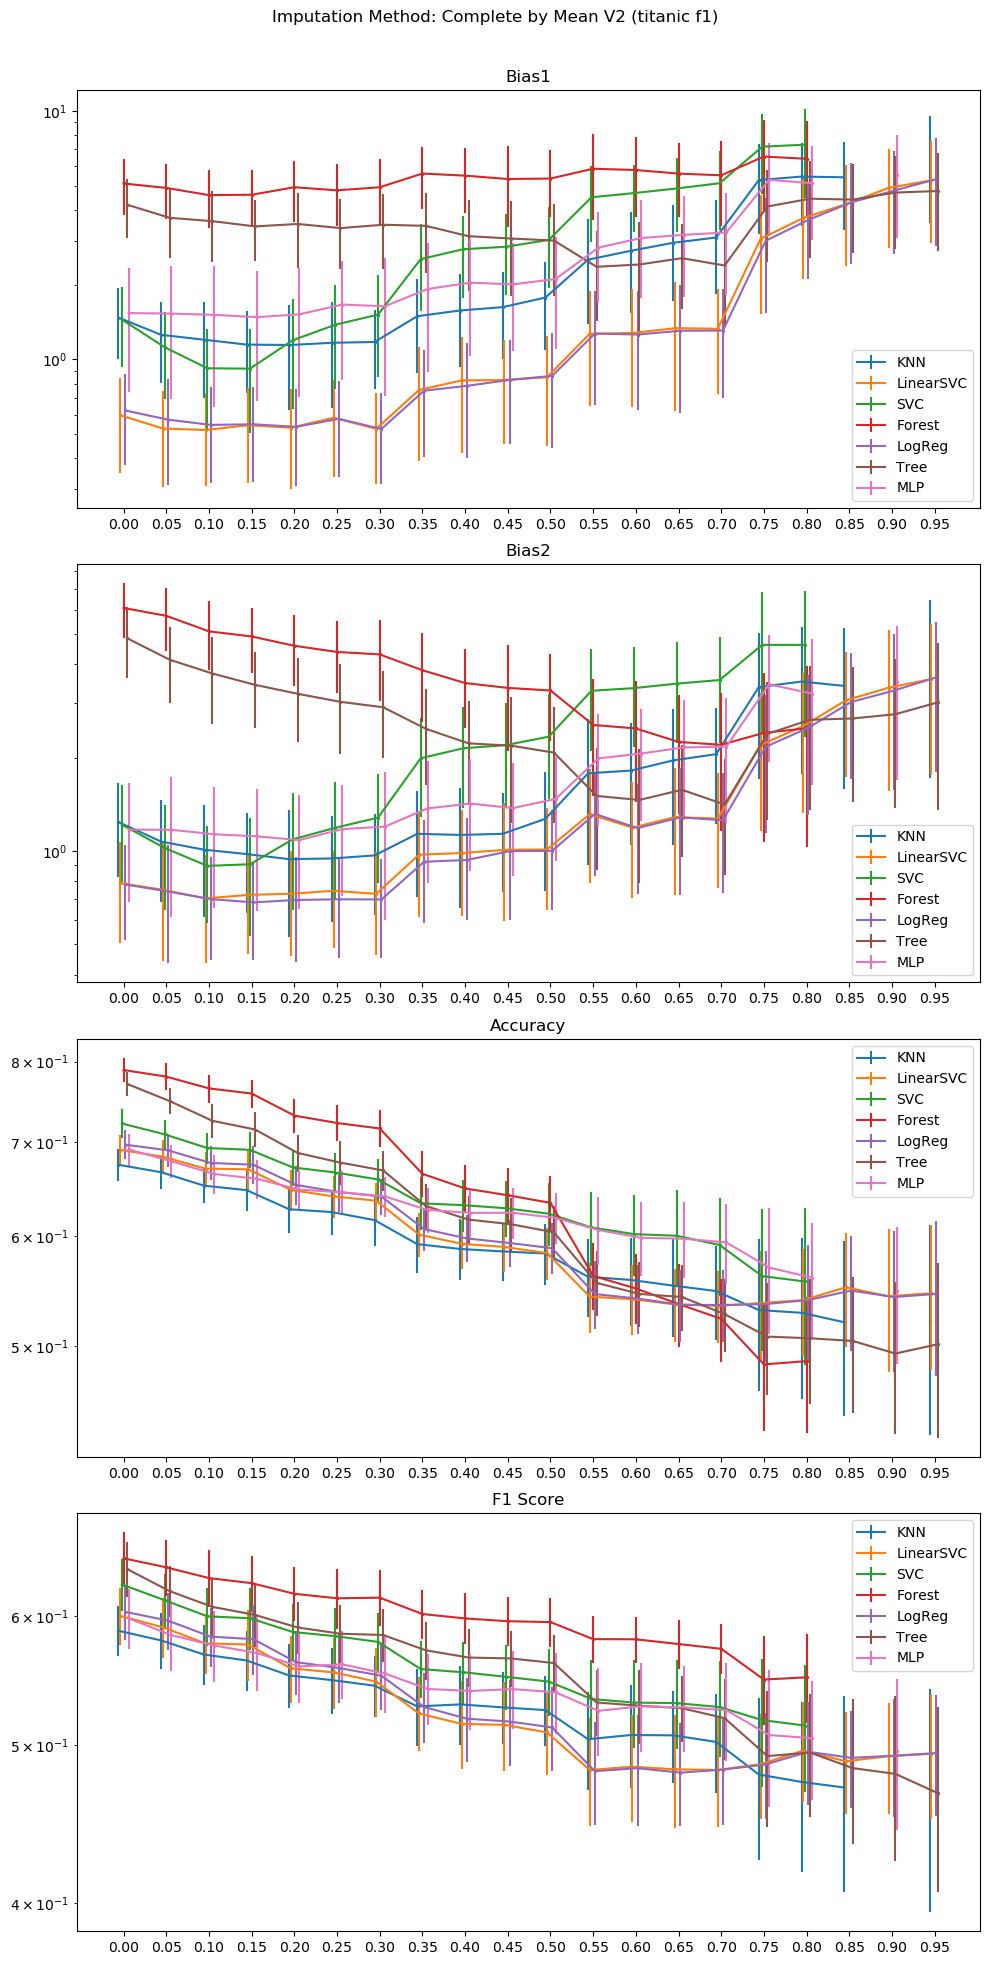 Imputation Method: Complete by Mean V2 (titanic f1)
Bias1
10¹
10⁰
KNN
LinearSVC
SVC
Forest
LogReg
Tree
MLP
0.00 0.05 0.10 0.15 0.20 0.25 0.30 0.35 0.40 0.45 0.50 0.55 0.60 0.65 0.70 0.75 0.80 0.85 0.90 0.95
Bias2
10⁰
KNN
LinearSVC
SVC
Forest
LogReg
Tree
MLP
0.00 0.05 0.10 0.15 0.20 0.25 0.30 0.35 0.40 0.45 0.50 0.55 0.60 0.65 0.70 0.75 0.80 0.85 0.90 0.95
Accuracy
8 × 10⁻¹
7 × 10⁻¹
6 × 10⁻¹
5 × 10⁻¹
KNN
LinearSVC
SVC
Forest
LogReg
Tree
MLP
0.00 0.05 0.10 0.15 0.20 0.25 0.30 0.35 0.40 0.45 0.50 0.55 0.60 0.65 0.70 0.75 0.80 0.85 0.90 0.95
F1 Score
6 × 10⁻¹
5 × 10⁻¹
4 × 10⁻¹
KNN
LinearSVC
SVC
Forest
LogReg
Tree
MLP
0.00 0.05 0.10 0.15 0.20 0.25 0.30 0.35 0.40 0.45 0.50 0.55 0.60 0.65 0.70 0.75 0.80 0.85 0.90 0.95